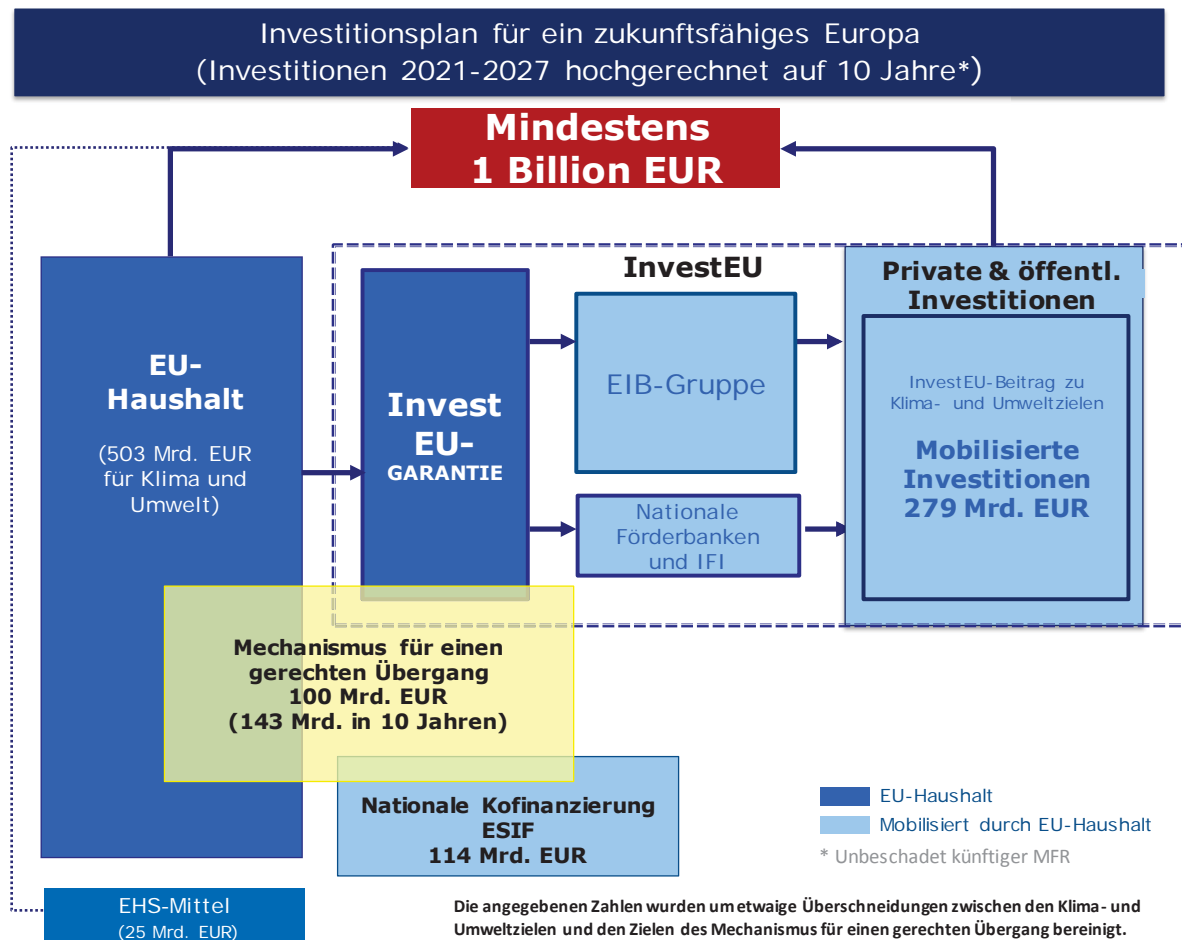 Investitionsplan für ein zukunftsfähiges Europa
(Investitionen 2021-2027 hochgerechnet auf 10 Jahre*)
Mindestens
1 Billion EUR
EU-
Haushalt
(503 Mrd. EUR
für Klima und
Umwelt)
InvestEU
Invest
EU-
GARANTIE
EIB-Gruppe
Nationale
Förderbanken
und IFI
Private & öffentl.
Investitionen
InvestEU-Beitrag zu
Klima- und Umweltzielen
Mobilisierte
Investitionen
279 Mrd. EUR
Mechanismus für einen
gerechten Übergang
100 Mrd. EUR
(143 Mrd. in 10 Jahren)
Nationale Kofinanzierung
ESIF
114 Mrd. EUR
EU-Haushalt
Mobilisiert durch EU-Haushalt
* Unbeschadet künftiger MFR
EHS-Mittel
(25 Mrd. EUR)
Die angegebenen Zahlen wurden um etwaige Überschneidungen zwischen den Klima- und
Umweltzielen und den Zielen des Mechanismus für einen gerechten Übergang bereinigt.